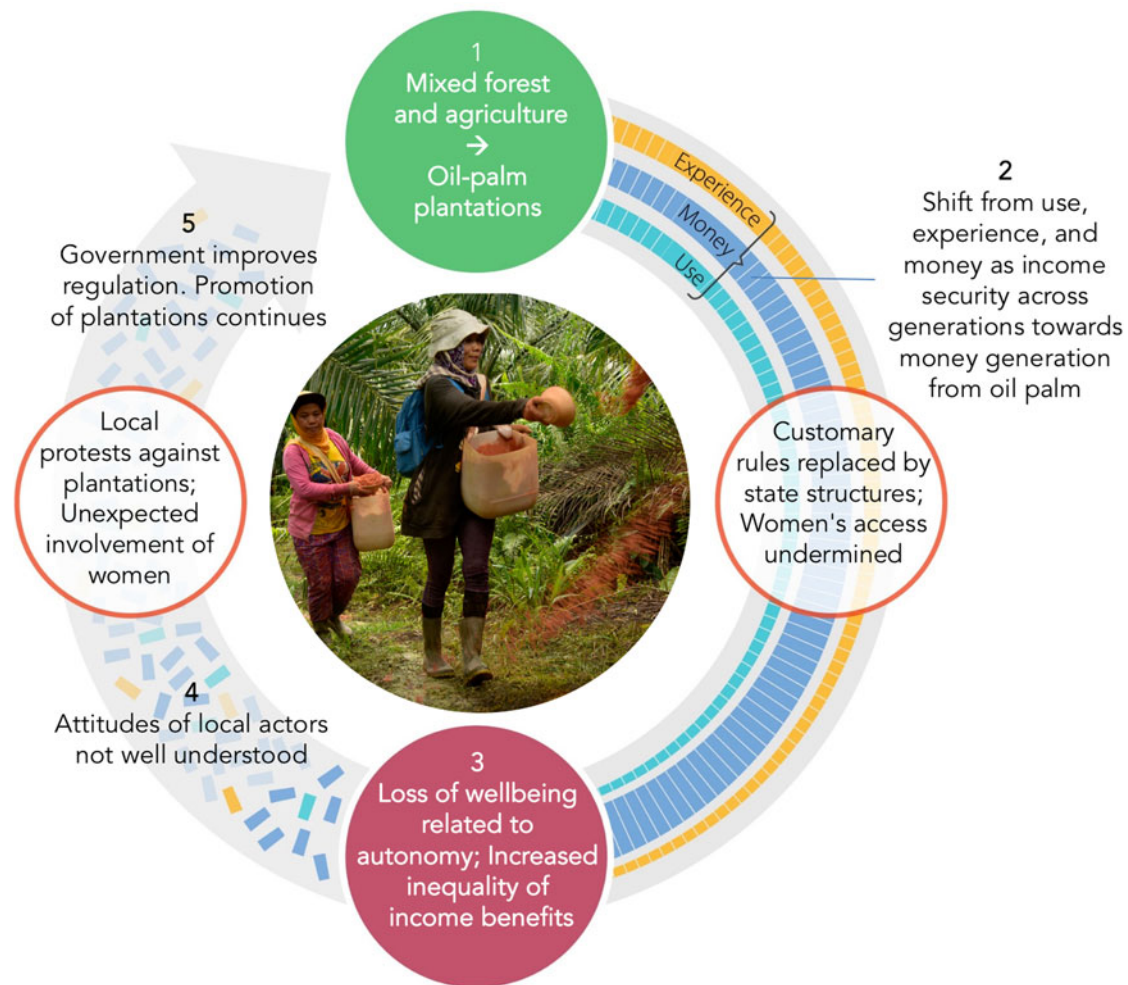 1
Mixed forest
and agriculture
→
Oil-palm
plantations
Experience
Money
Use
2
Shift from use,
experience, and
money as income
security across
generations towards
money generation
from oil palm
Customary
rules replaced by
state structures;
Women's access
undermined
3
Loss of wellbeing
related to
autonomy; Increased
inequality of
income benefits
4
Attitudes of local actors
not well understood
Local
protests against
plantations;
Unexpected
involvement of
women
5
Government improves
regulation. Promotion
of plantations continues